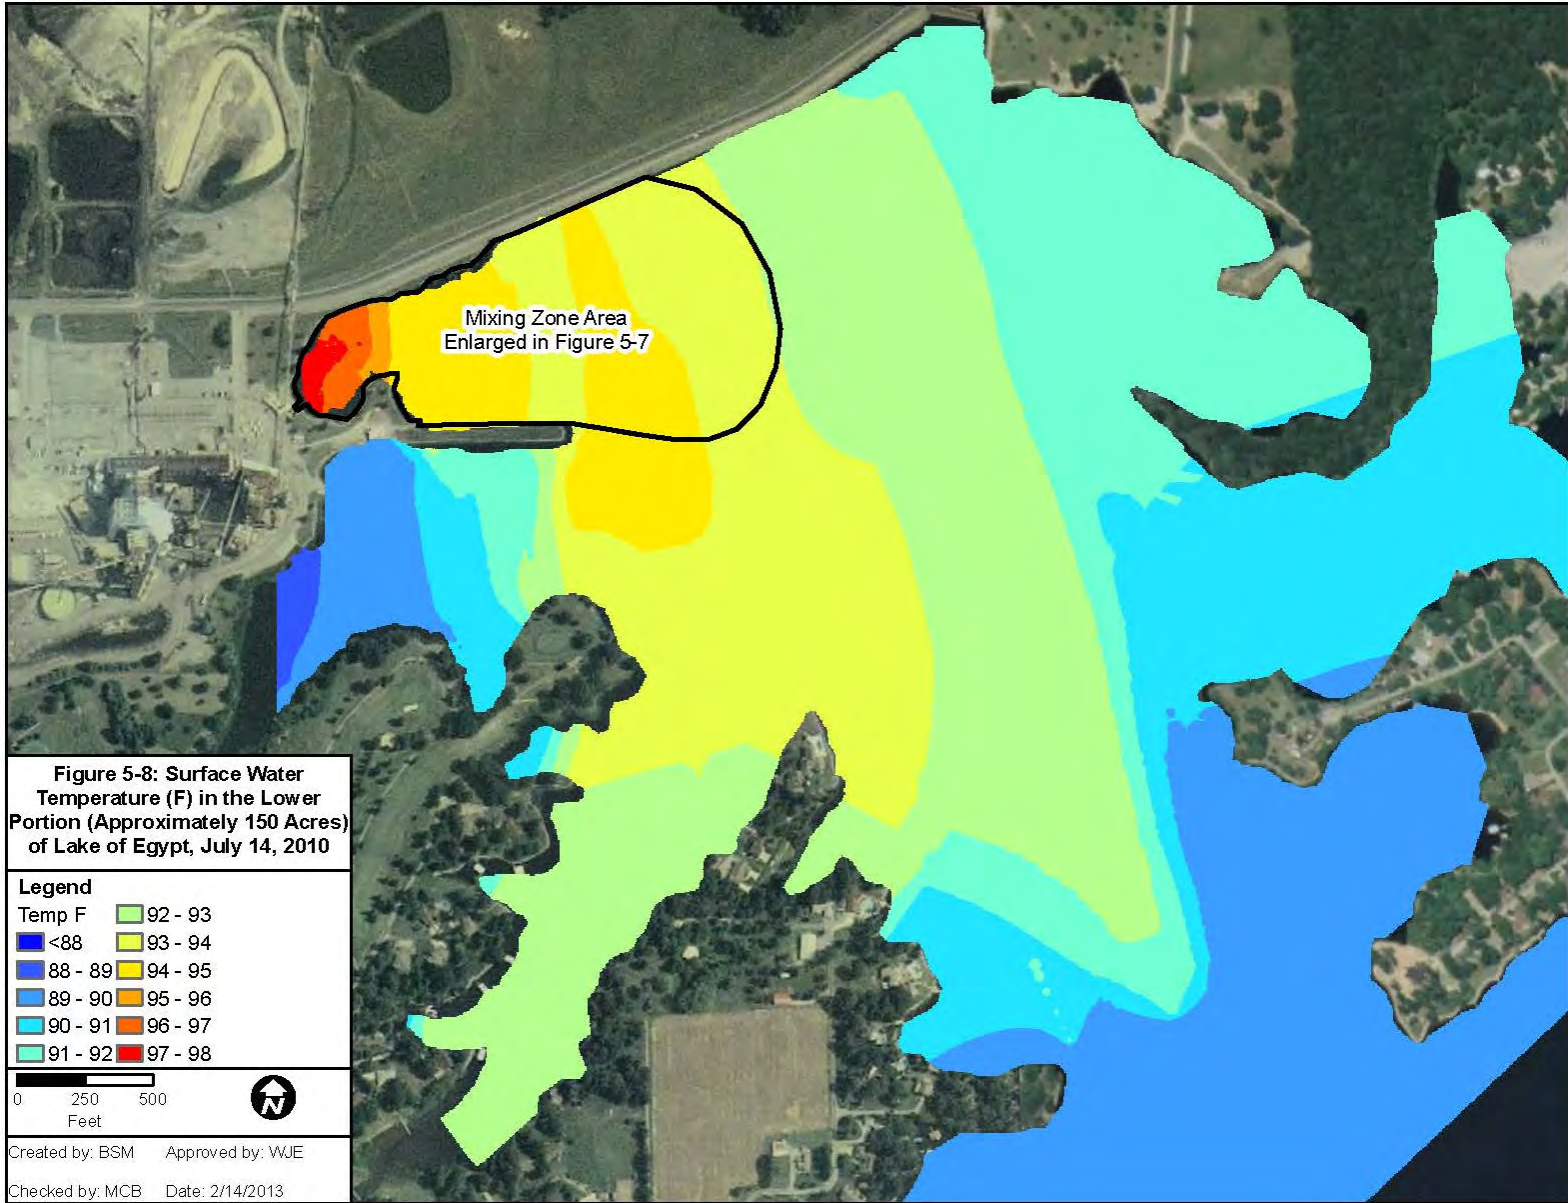 Mixing Zone Area
Enlarged in Figure 5-7
Figure 5-8: Surface Water
Temperature (F) in the Lower
Portion (Approximately 150 Acres)
of Lake of Egypt, July 14, 2010
Legend
Temp F
<88
88 - 89
89 - 90
90 - 91
91 - 92
92 - 93
93 - 94
94 - 95
95 - 96
96 - 97
97 - 98
0 250 500
Feet
N
Created by: BSM Approved by: WJE
Checked by: MCB Date: 2/14/2013